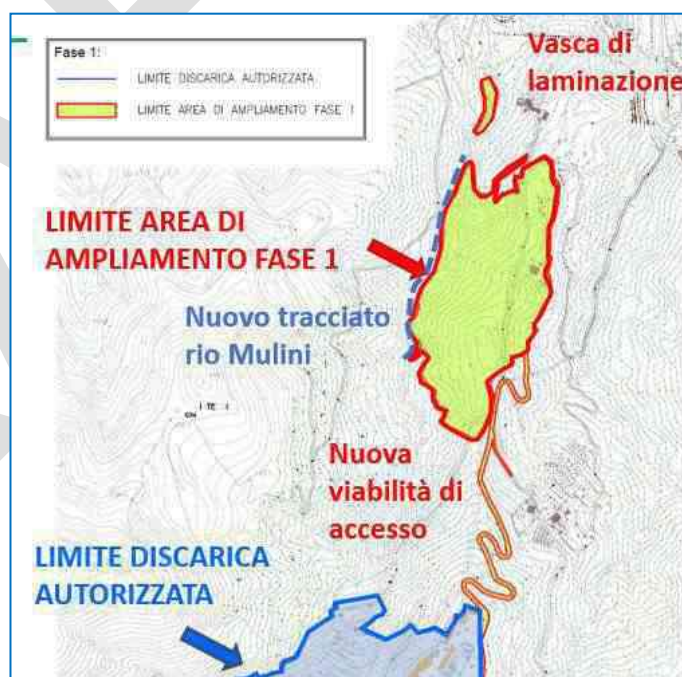 Fase 1:
LIMITE DISCARICA AUTORIZZATA
LIMITE AREA DI AMPLIAMENTO FASE 1
Vasca di
laminazione
LIMITE AREA DI
AMPLIAMENTO FASE 1
Nuovo tracciato
rio Mulini
Nuova
viabilità di
accesso
LIMITE DISCARICA
AUTORIZZATA